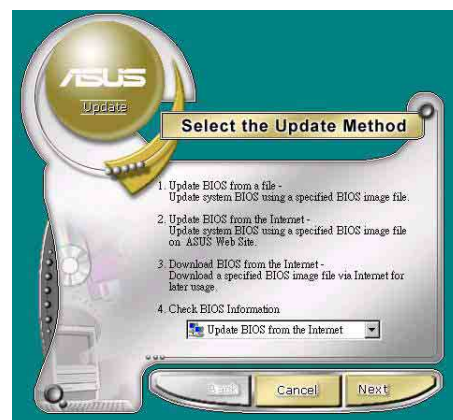 ASUS
Update
Select the Update Method
1. Update BIOS from a file -
Update system BIOS using a specified BIOS image file.
2. Update BIOS from the Internet -
Update system BIOS using a specified BIOS image file
on ASUS Web Site.
3. Download BIOS from the Internet -
Download a specified BIOS image file via Internet for
later usage.
4. Check BIOS Information
Update BIOS from the Internet
Back Cancel Next